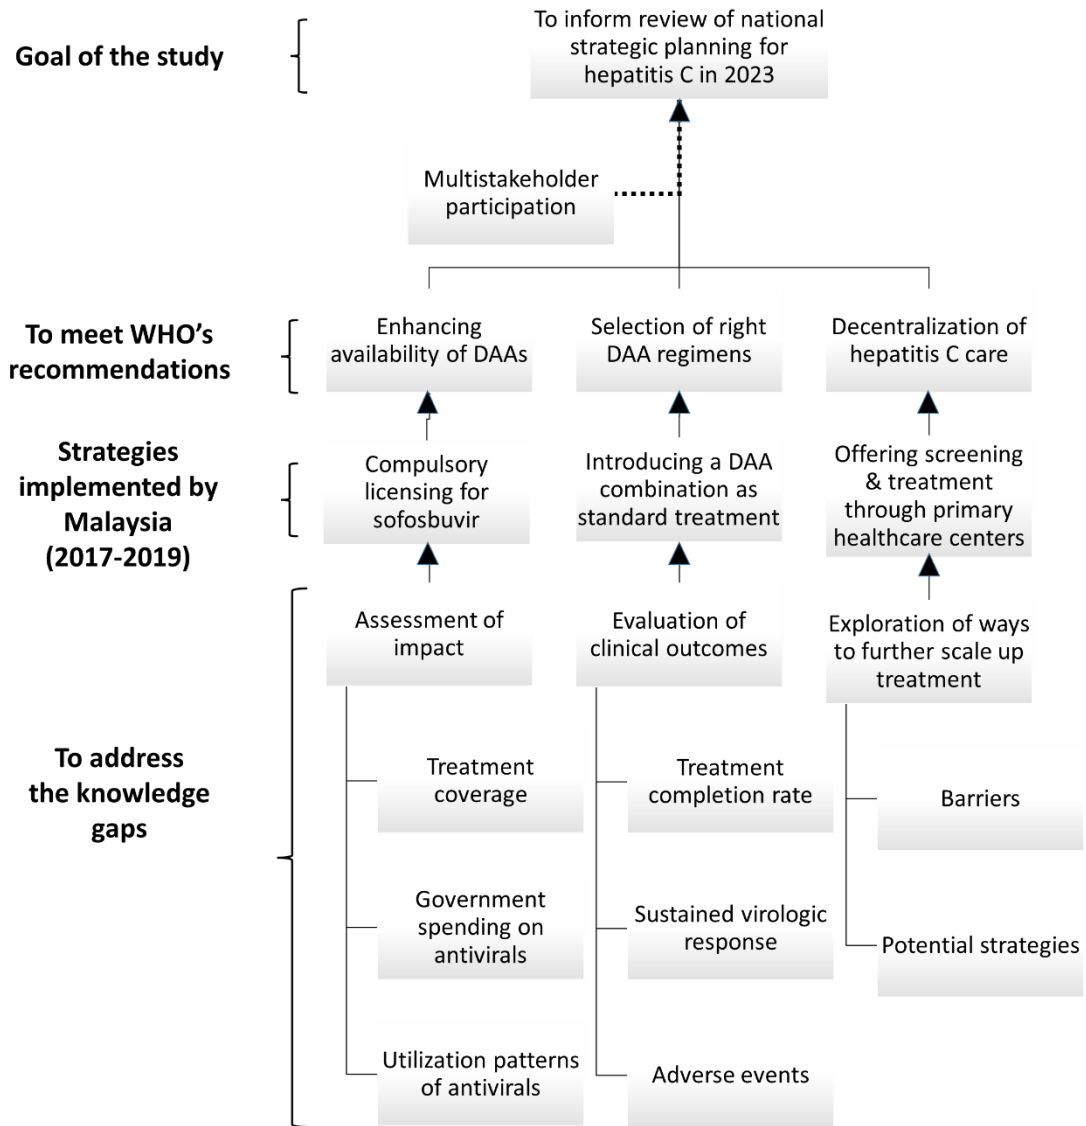 Goal of the study
To inform review of national
strategic planning for
hepatitis C in 2023
Multistakeholder
participation
To meet WHO's
recommendations
Enhancing
availability of DAAs
Selection of right
DAA regimens
Decentralization of
hepatitis C care
Strategies
implemented by
Malaysia
(2017-2019)
Compulsory
licensing for
sofosbuvir
Introducing a DAA
combination as
standard treatment
Offering screening
& treatment
through primary
healthcare centers
To address
the knowledge
gaps
Assessment of
impact
Evaluation of
clinical outcomes
Exploration of ways
to further scale up
treatment
Treatment
coverage
Treatment
completion rate
Barriers
Government
spending on
antivirals
Sustained virologic
response
Potential strategies
Utilization patterns
of antivirals
Adverse events